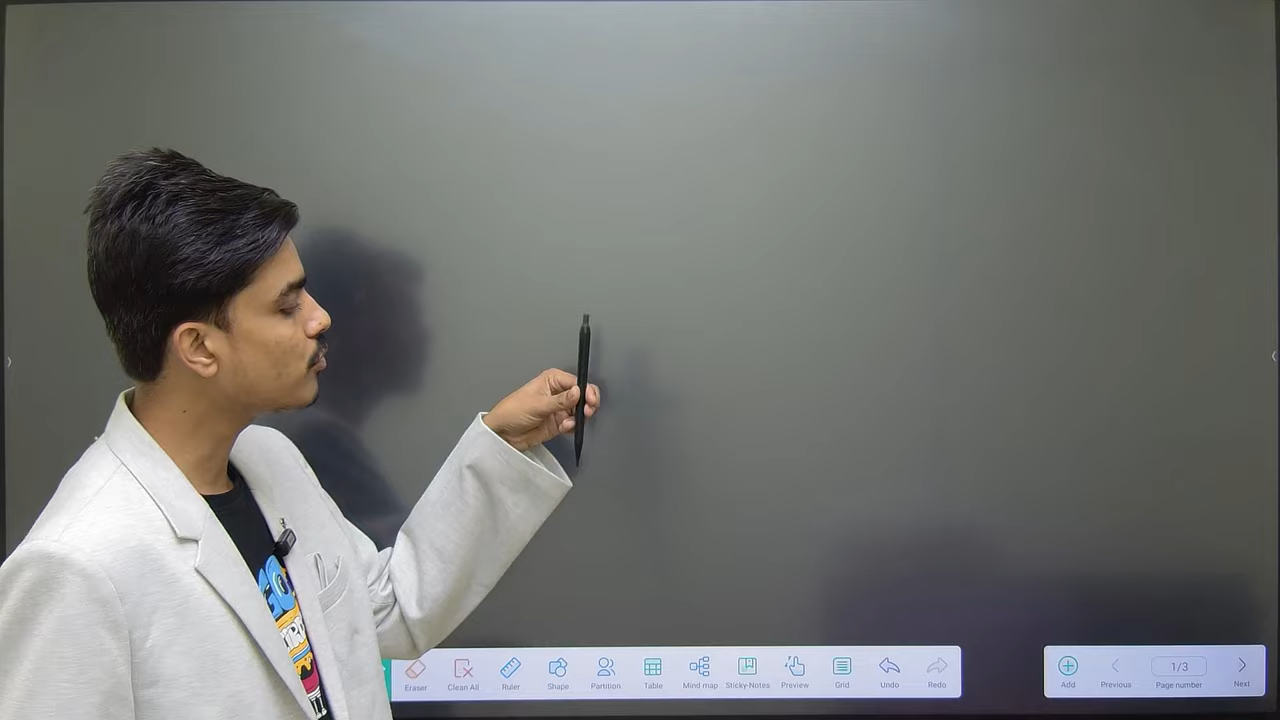 Eraser
Clean All
Ruler
Shape
Partition
Table
Mind map
Sticky-Notes
Preview
Grid
Undo
Redo
Add
Previous
1/3
Page number
Next